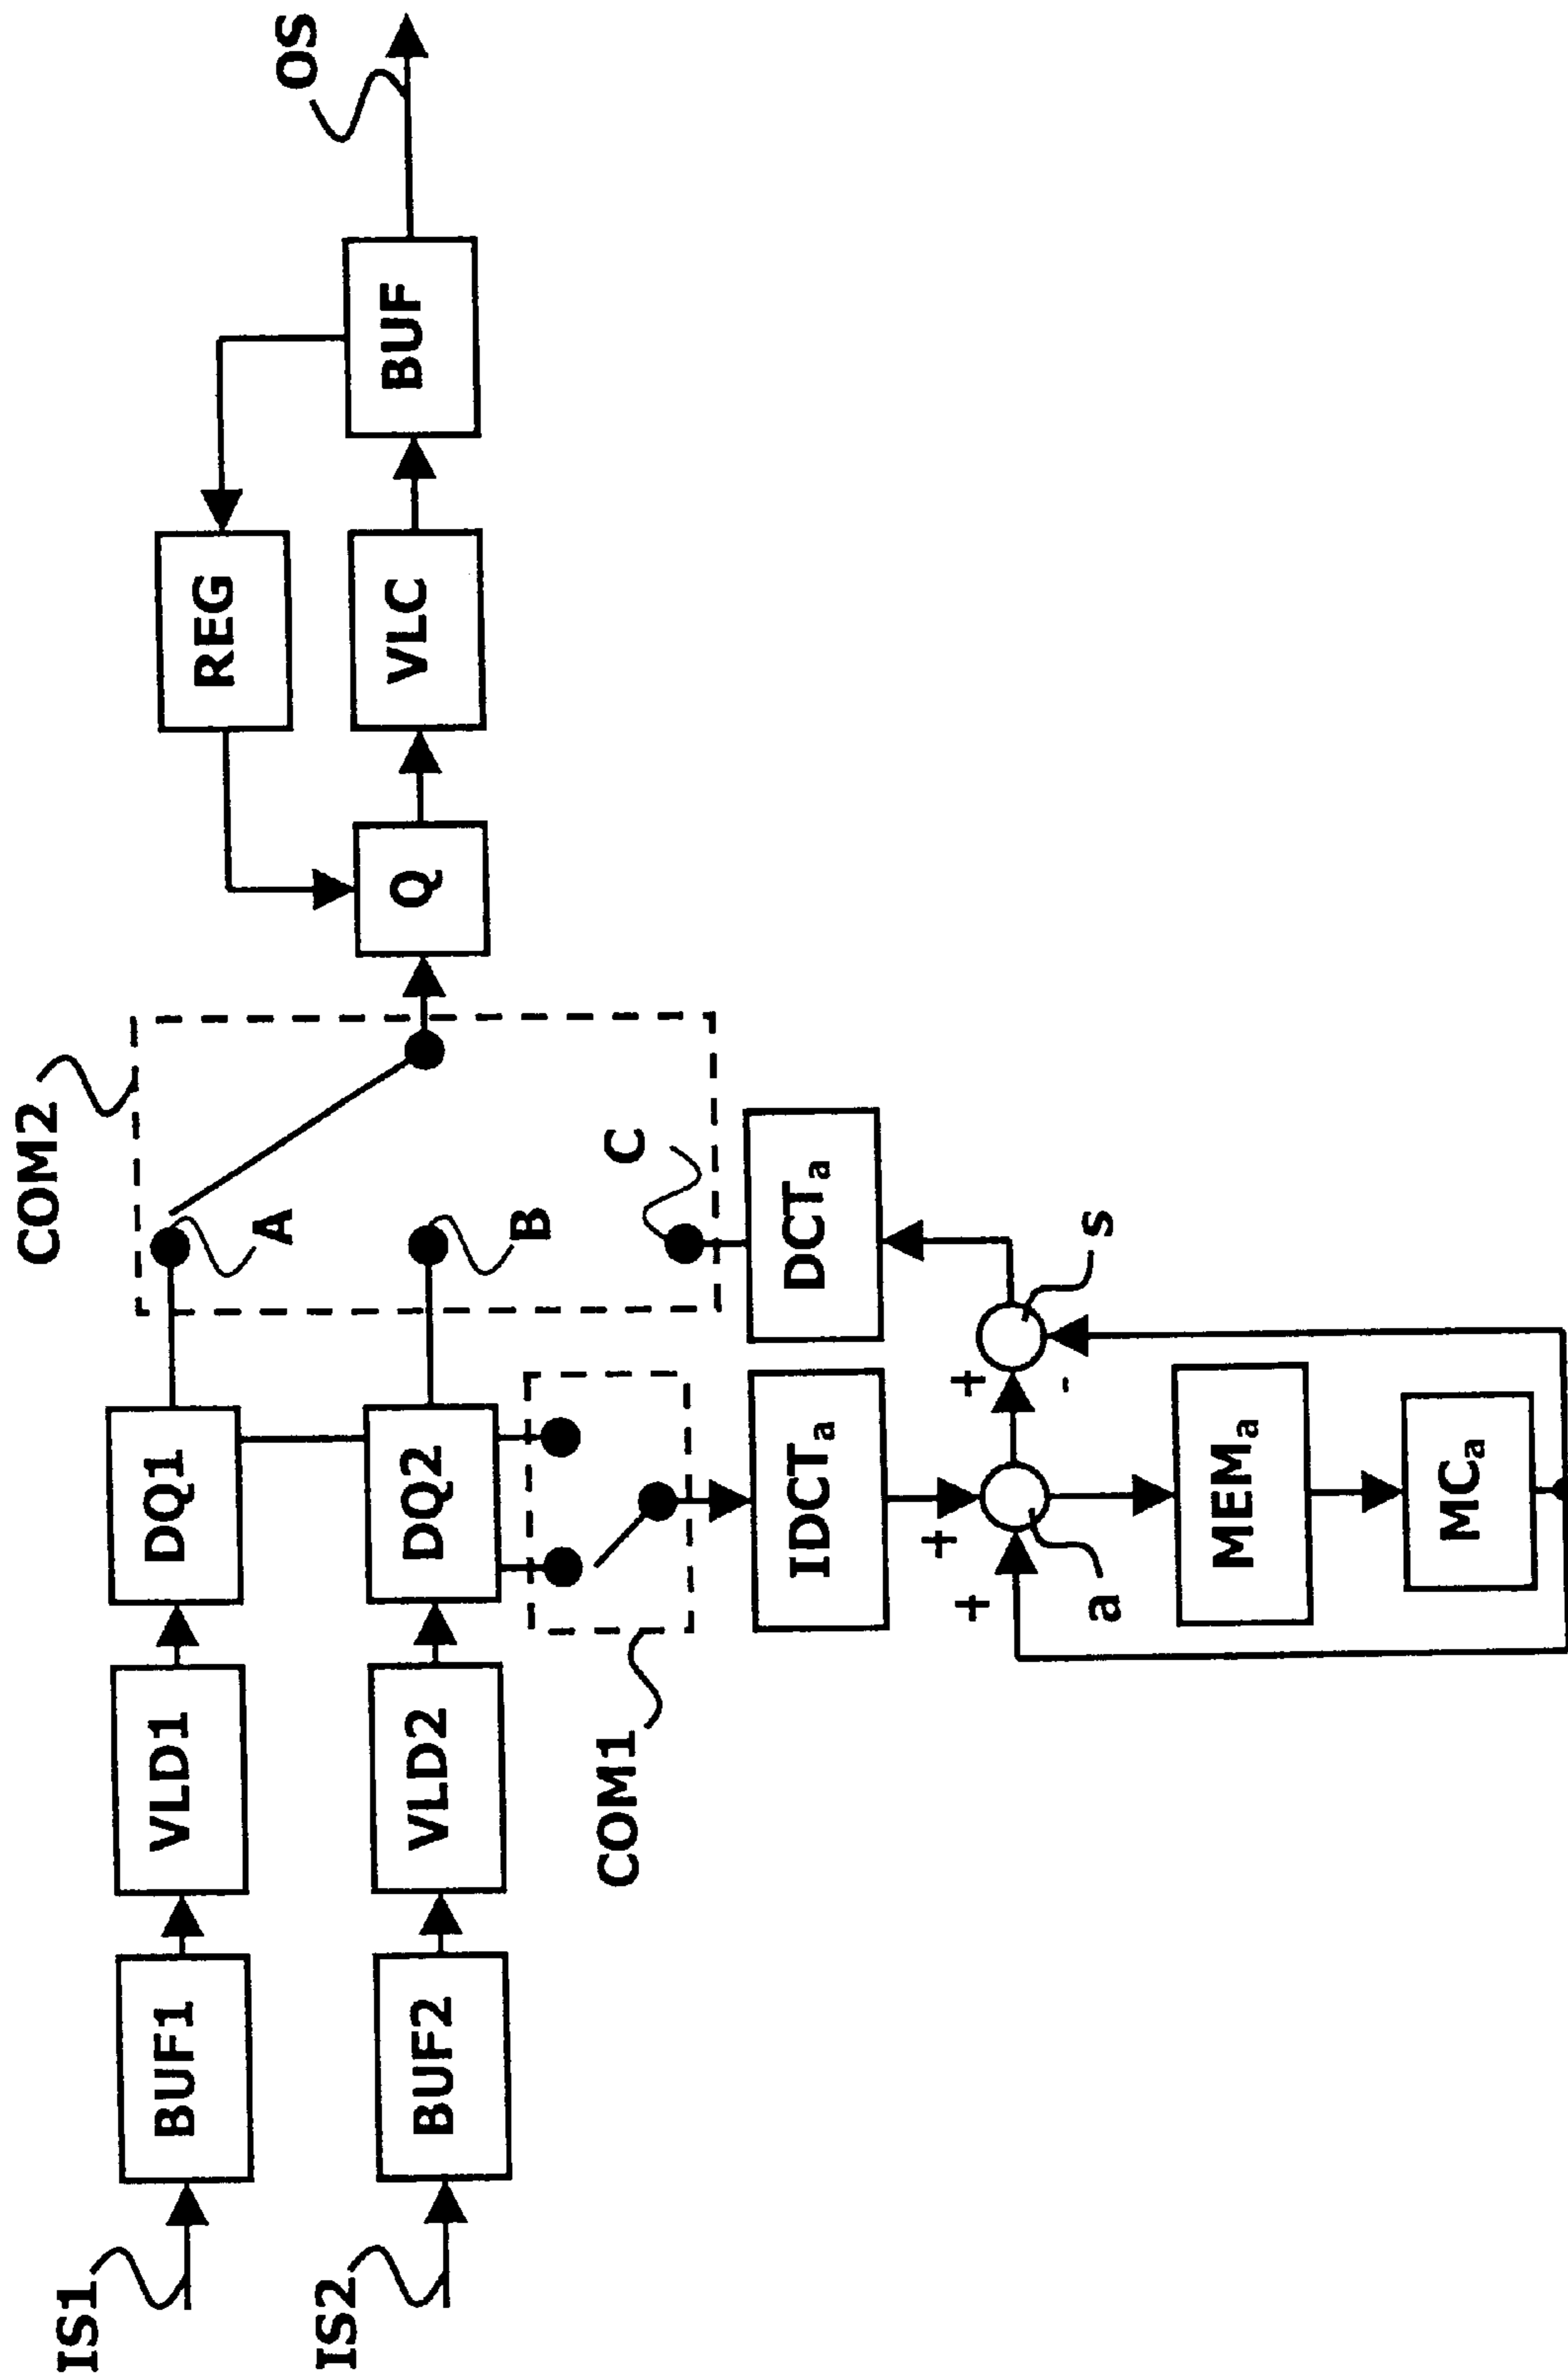 IS1
BUF1
VLD1
DQ1
A
COM2
REG
IS2
BUF2
VLD2
DQ2
B
Q
VLC
BUF
OS
COM1
C
IDCTa
DCTa
+
+
+
-
a
s
MEMa
MCa